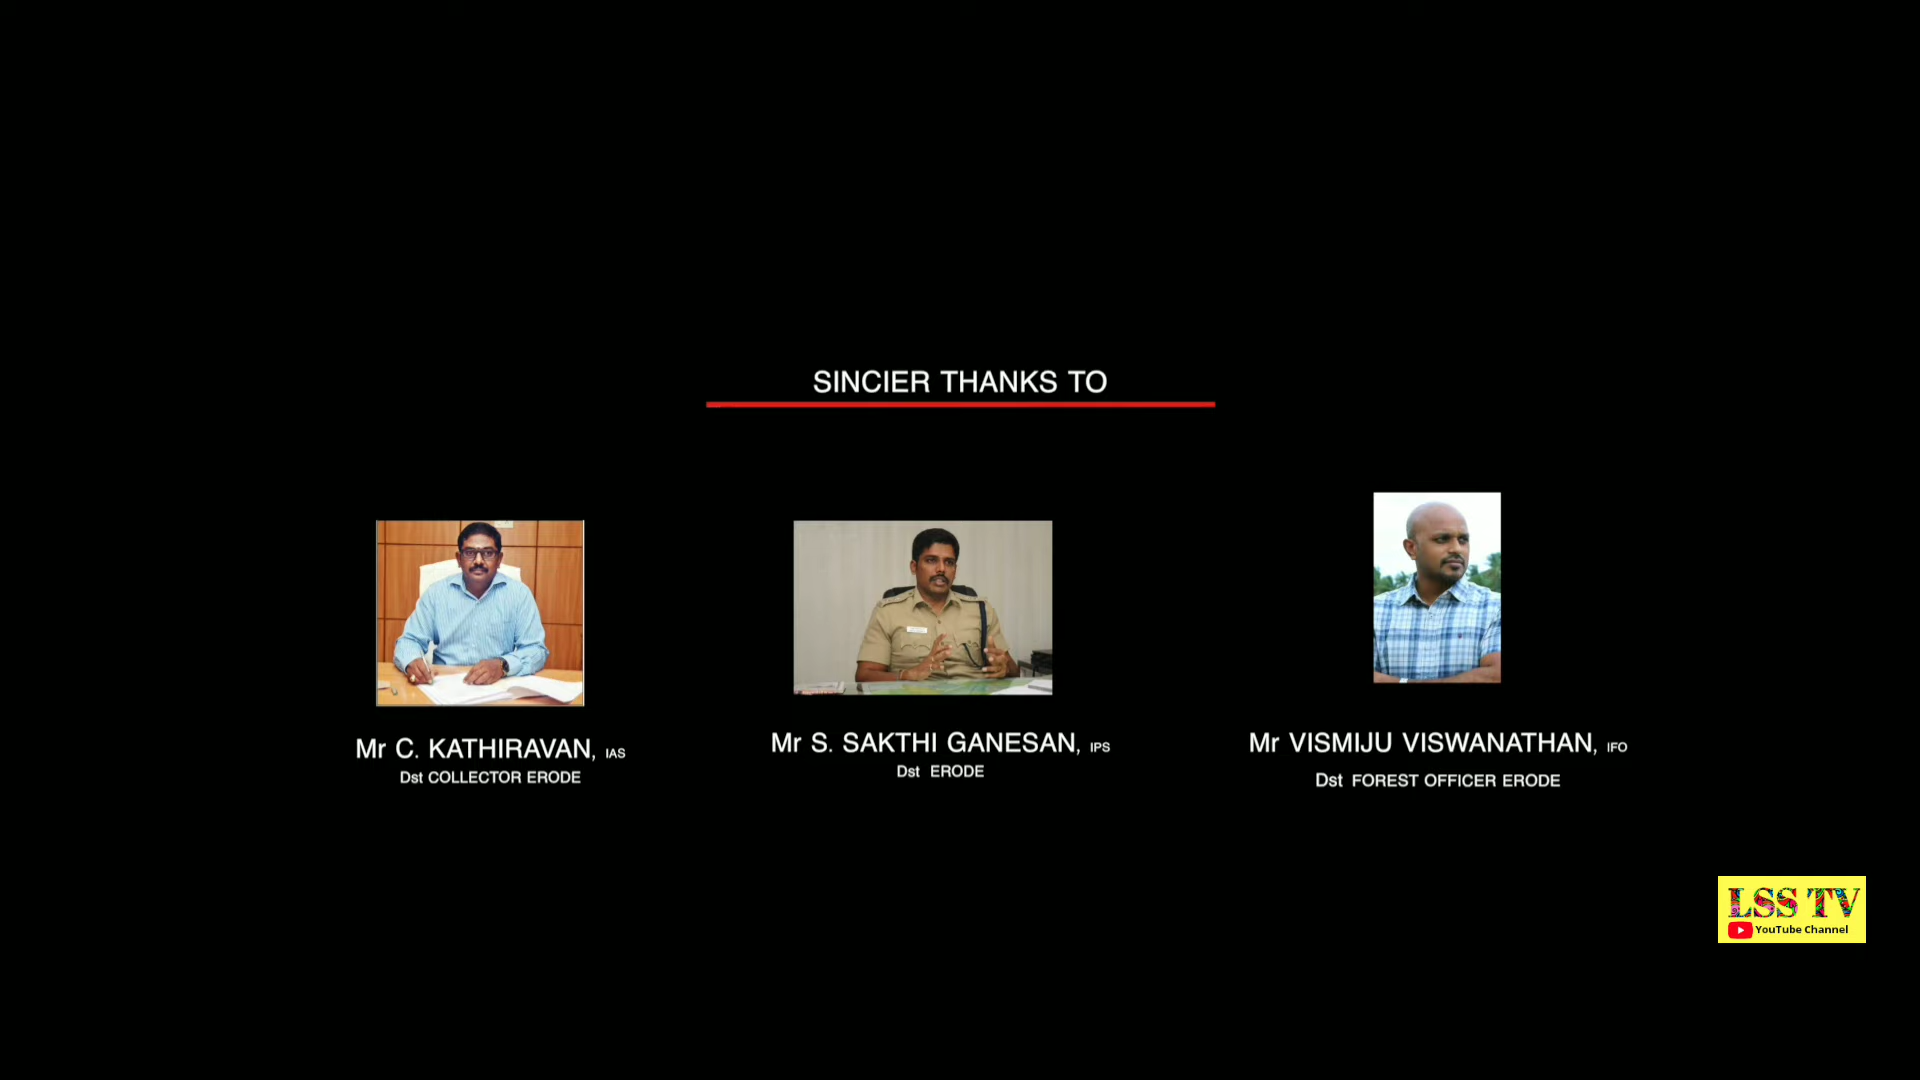 SINCIER THANKS TO
Mr C. KATHIRAVAN, IAS
Dst COLLECTOR ERODE
Mr S. SAKTHI GANESAN, IPS
Dst ERODE
Mr VISMIJU VISWANATHAN, IFO
Dst FOREST OFFICER ERODE
LSS TV
YouTube Channel